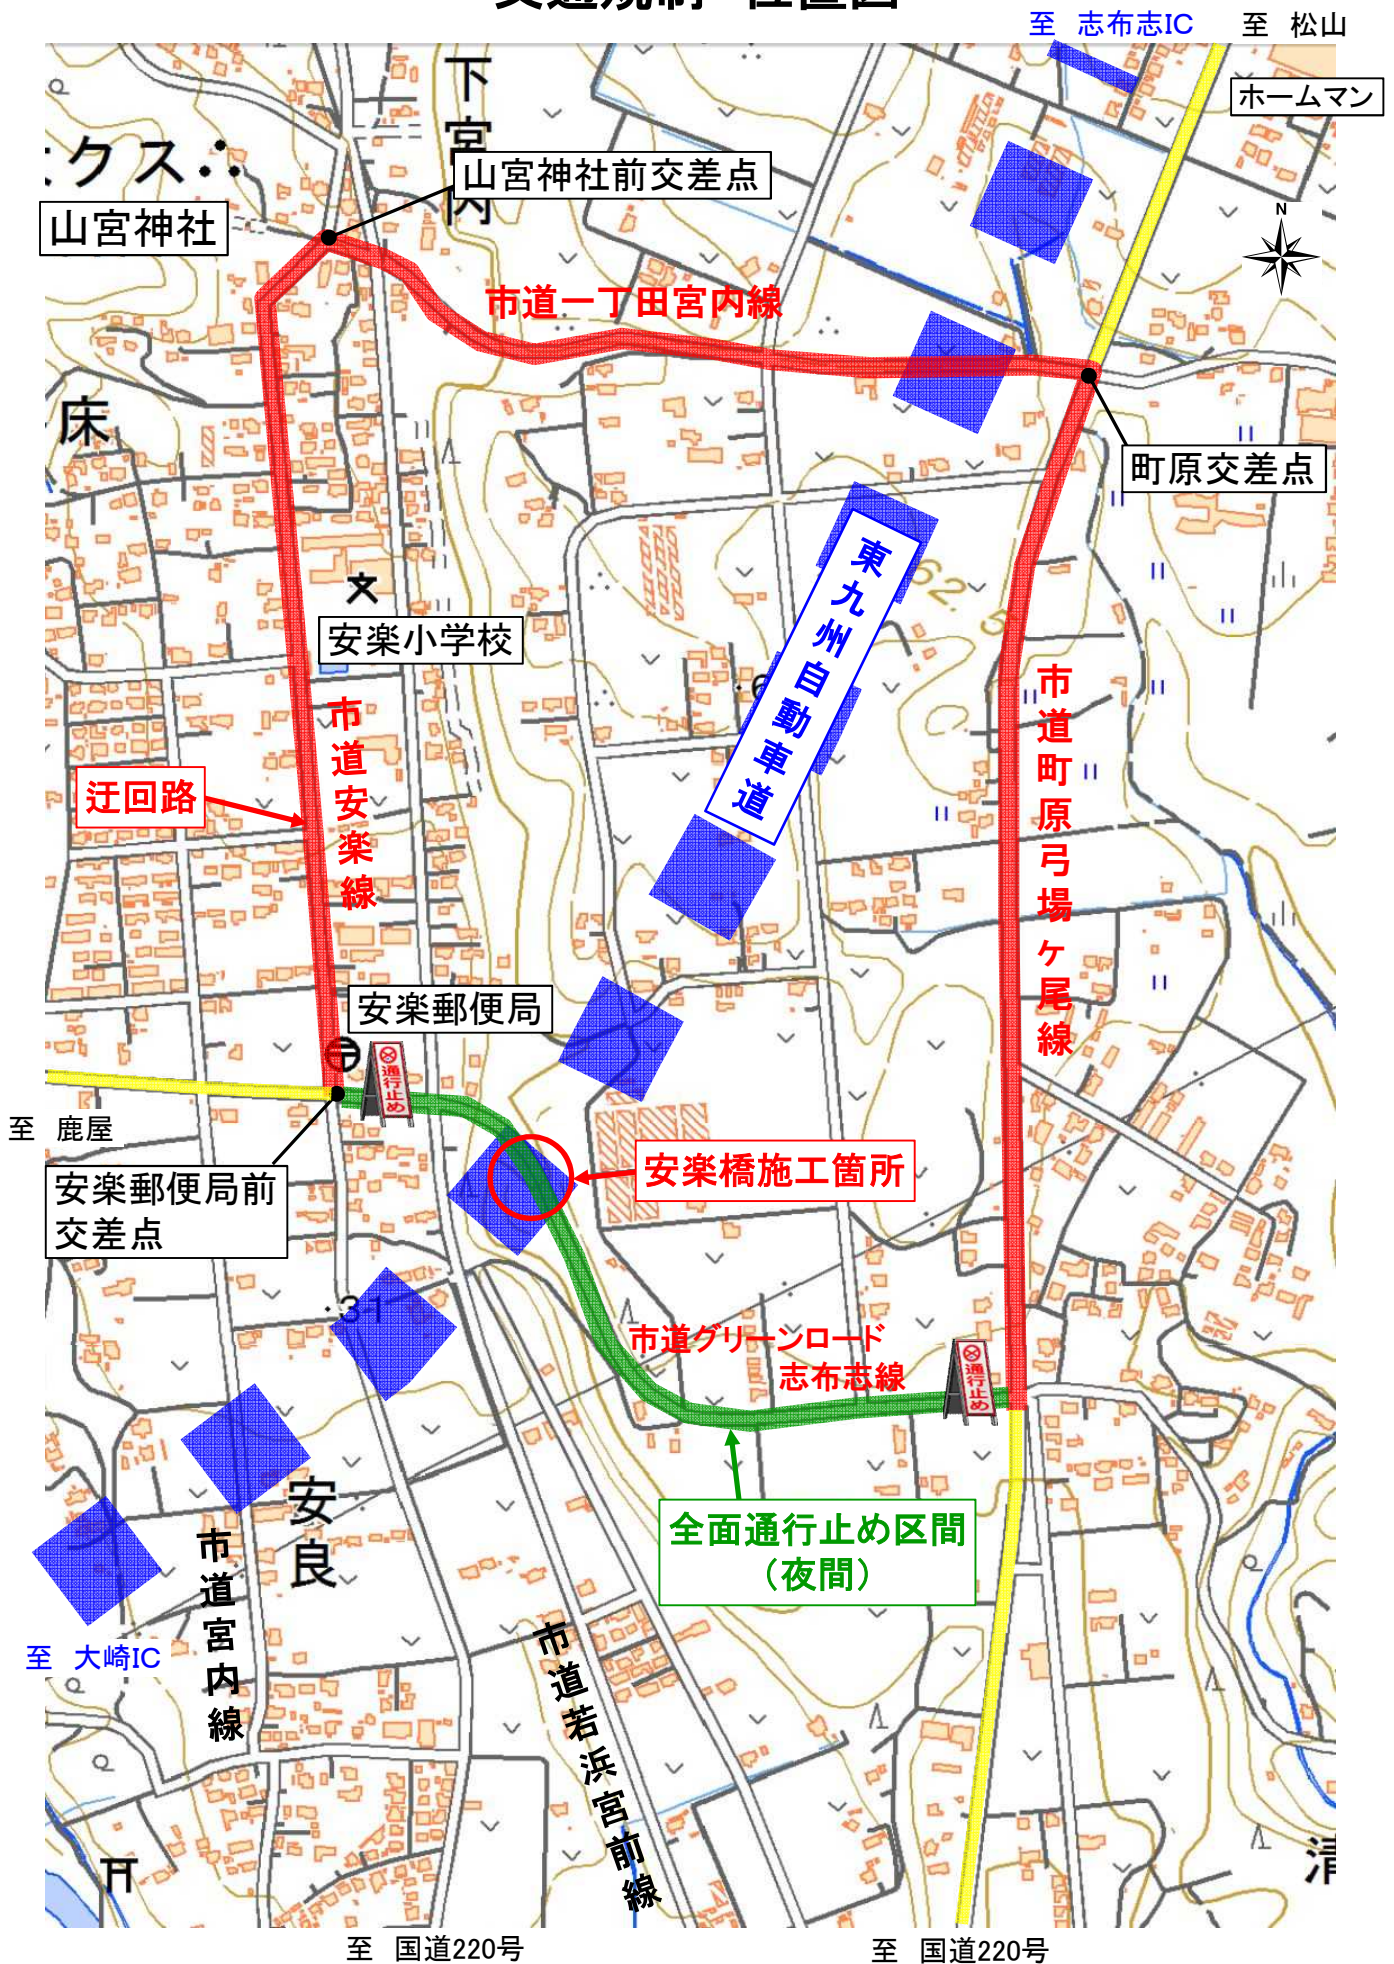 交通規制 位置図
至 志布志IC
至 松山
ホームマン
下宮内
クス
山宮神社前交差点
山宮神社
N
市道一丁田宮内線
床
町原交差点
東九州自動車道
62.5
文
安楽小学校
市道安楽線
迂回路
市道町原弓場ヶ尾線
安楽郵便局
通行止め
至 鹿屋
安楽郵便局前
交差点
安楽橋施工箇所
31
市道グリーンロード
志布志線
通行止め
安良
全面通行止め区間
（夜間）
市道宮内線
至 大崎IC
市道若浜宮前線
至 国道220号
至 国道220号